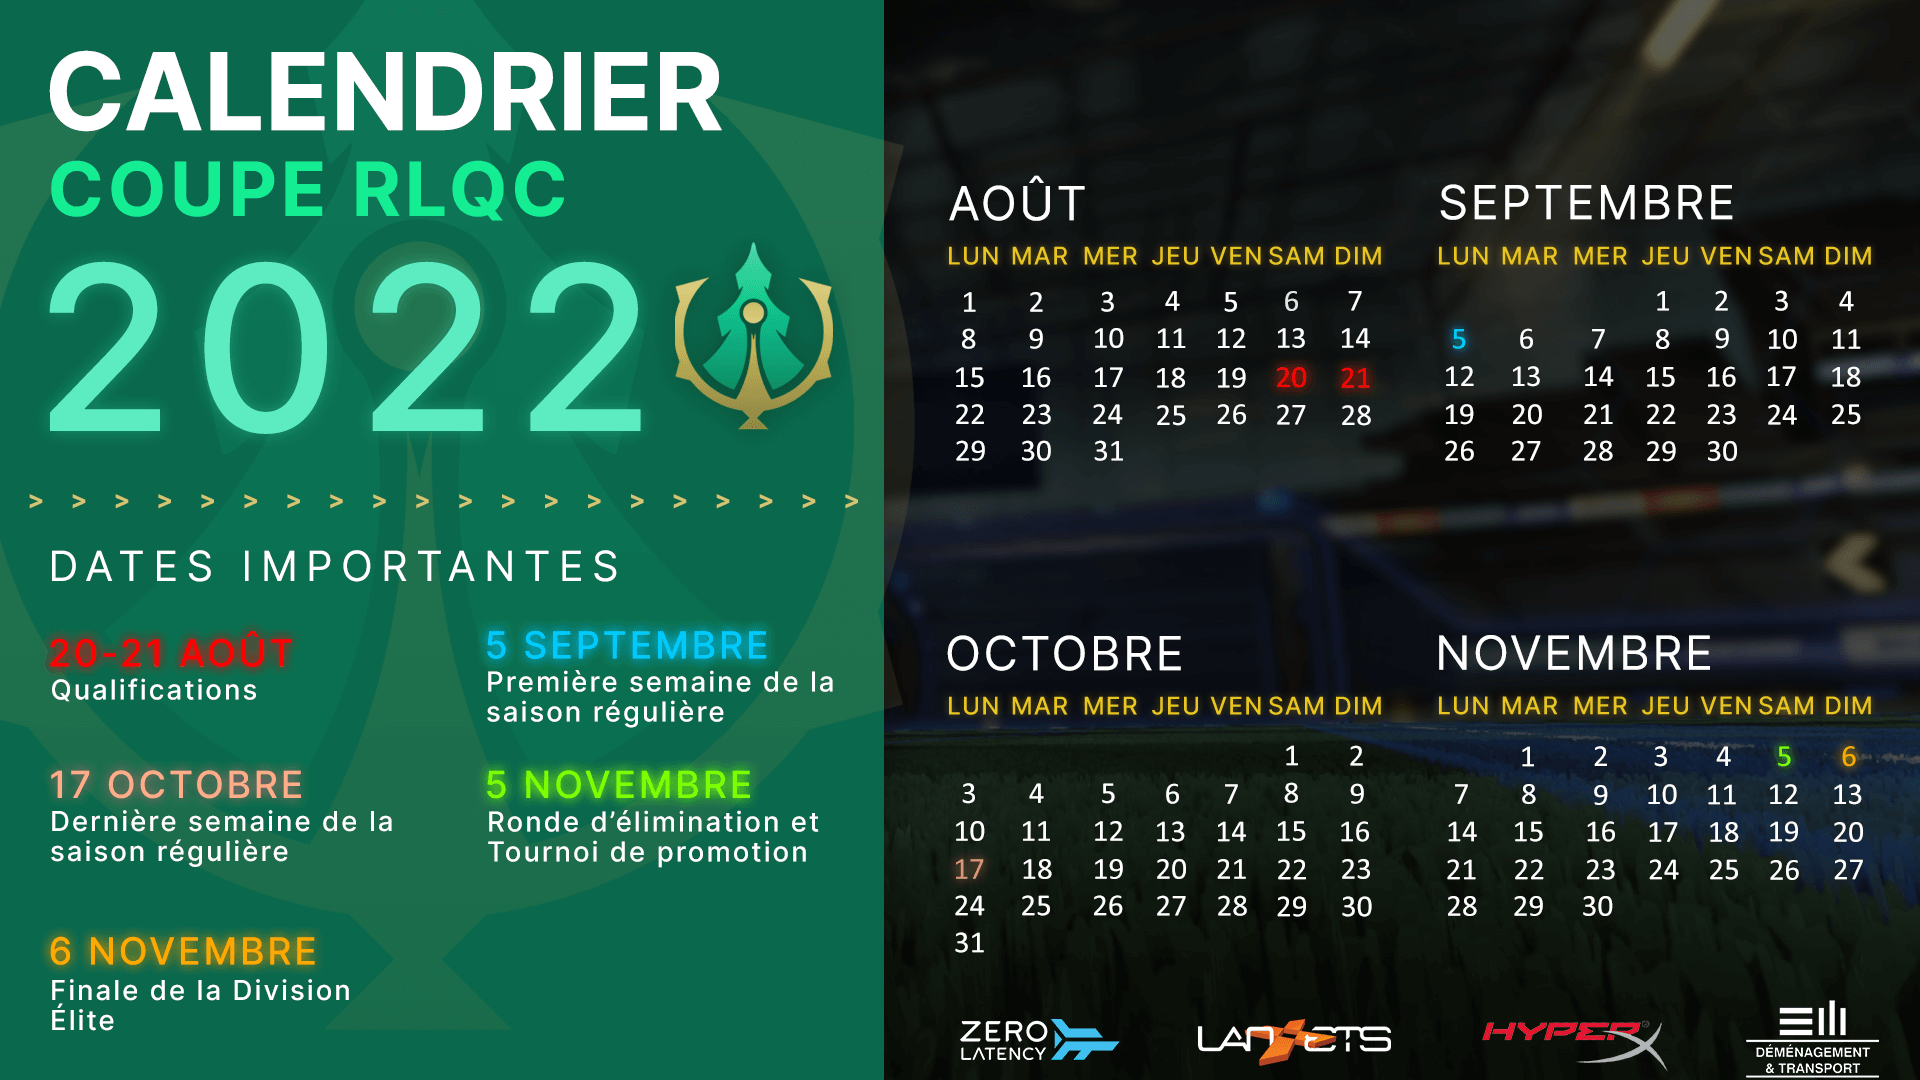 CALENDRIER
COUPE RLQC
2022
> > > > > > > > > > > > > > > > > > > >
DATES IMPORTANTES
20-21 AOÛT
Qualifications
5 SEPTEMBRE
Première semaine de la
saison régulière
17 OCTOBRE
Dernière semaine de la
saison régulière
5 NOVEMBRE
Ronde d’élimination et
Tournoi de promotion
6 NOVEMBRE
Finale de la Division
Élite
AOÛT
LUN MAR MER JEU VEN SAM DIM
1 2 3 4 5 6 7
8 9 10 11 12 13 14
15 16 17 18 19 20 21
22 23 24 25 26 27 28
29 30 31
SEPTEMBRE
LUN MAR MER JEU VEN SAM DIM
1 2 3 4
5 6 7 8 9 10 11
12 13 14 15 16 17 18
19 20 21 22 23 24 25
26 27 28 29 30
OCTOBRE
LUN MAR MER JEU VEN SAM DIM
1 2
3 4 5 6 7 8 9
10 11 12 13 14 15 16
17 18 19 20 21 22 23
24 25 26 27 28 29 30
31
NOVEMBRE
LUN MAR MER JEU VEN SAM DIM
1 2 3 4 5 6
7 8 9 10 11 12 13
14 15 16 17 18 19 20
21 22 23 24 25 26 27
28 29 30
ZERO
LATENCY
LAN ETS
HYPERX®
DÉMÉNAGEMENT
& TRANSPORT